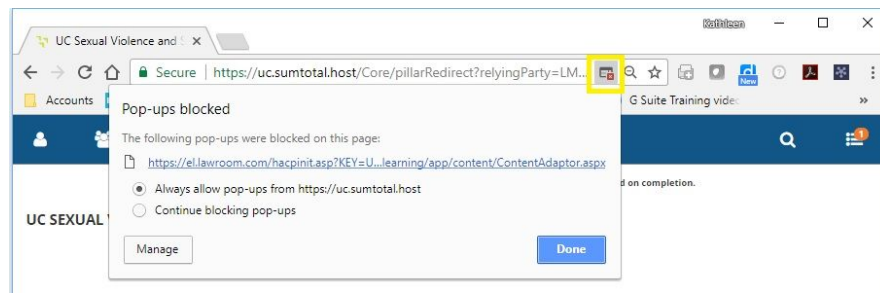 Kathleen
UC Sexual Violence and S
Secure https://uc.sumtotal.host/Core/pillarRedirect?relyingParty=LM...
New
Accounts G Suite Training video
Pop-ups blocked
The following pop-ups were blocked on this page:
https://el.lawroom.com/hacpinit.asp?KEY=U...learning/app/content/ContentAdaptor.aspx
Always allow pop-ups from https://uc.sumtotal.host
d on completion.
Continue blocking pop-ups
UC SEXUAL
Manage Done
1